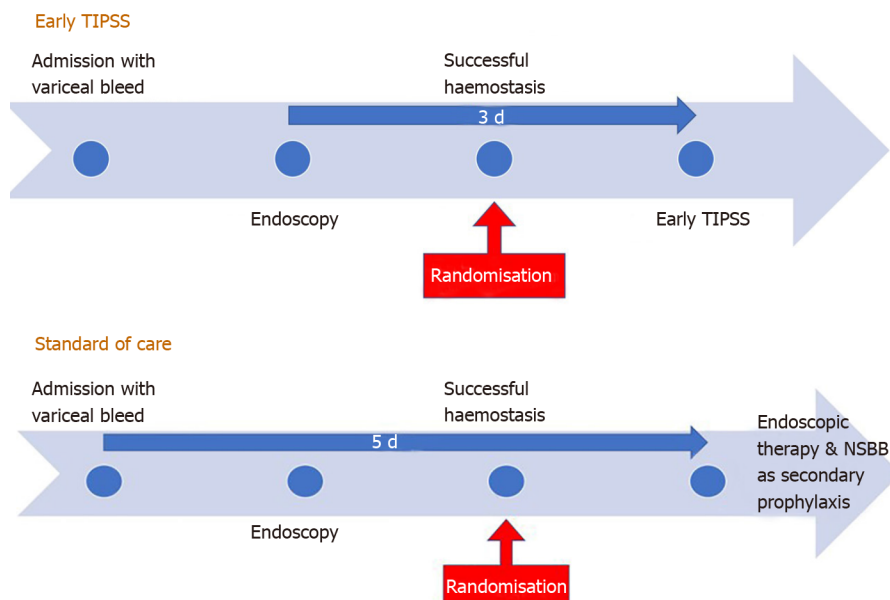 Early TIPSS
Admission with
variceal bleed
Successful
haemostasis
3 d
Endoscopy
Early TIPSS
Randomisation
Standard of care
Admission with
variceal bleed
Successful
haemostasis
5 d
Endoscopic
therapy & NSBB
as secondary
prophylaxis
Endoscopy
Randomisation